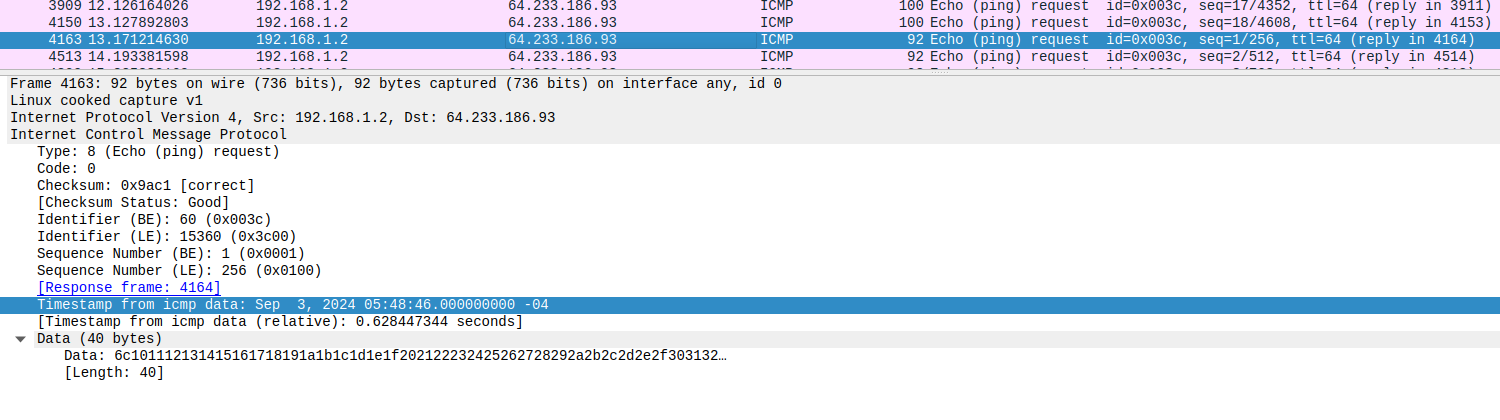 3909 12.126164026 192.168.1.2 64.233.186.93 ICMP 100 Echo (ping) request id=0x003c, seq=17/4352, ttl=64 (reply in 3911)
4150 13.127892803 192.168.1.2 64.233.186.93 ICMP 100 Echo (ping) request id=0x003c, seq=18/4608, ttl=64 (reply in 4153)
4163 13.171214630 192.168.1.2 64.233.186.93 ICMP 92 Echo (ping) request id=0x003c, seq=1/256, ttl=64 (reply in 4164)
4513 14.193381598 192.168.1.2 64.233.186.93 ICMP 92 Echo (ping) request id=0x003c, seq=2/512, ttl=64 (reply in 4514)
Frame 4163: 92 bytes on wire (736 bits), 92 bytes captured (736 bits) on interface any, id 0
Linux cooked capture v1
Internet Protocol Version 4, Src: 192.168.1.2, Dst: 64.233.186.93
Internet Control Message Protocol
Type: 8 (Echo (ping) request)
Code: 0
Checksum: 0x9ac1 [correct]
[Checksum Status: Good]
Identifier (BE): 60 (0x003c)
Identifier (LE): 15360 (0x3c00)
Sequence Number (BE): 1 (0x0001)
Sequence Number (LE): 256 (0x0100)
[Response frame: 4164]
Timestamp from icmp data: Sep  3, 2024 05:48:46.000000000 -04
[Timestamp from icmp data (relative): 0.628447344 seconds]
Data (40 bytes)
Data: 6c101112131415161718191a1b1c1d1e1f202122232425262728292a2b2c2d2e2f303132…
[Length: 40]